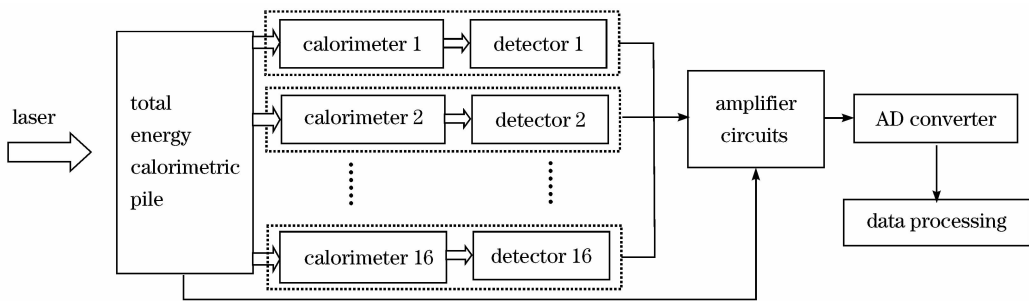 laser
total
energy
calorimetric
pile
calorimeter 1
detector 1
calorimeter 2
detector 2
calorimeter 16
detector 16
amplifier
circuits
AD converter
data processing